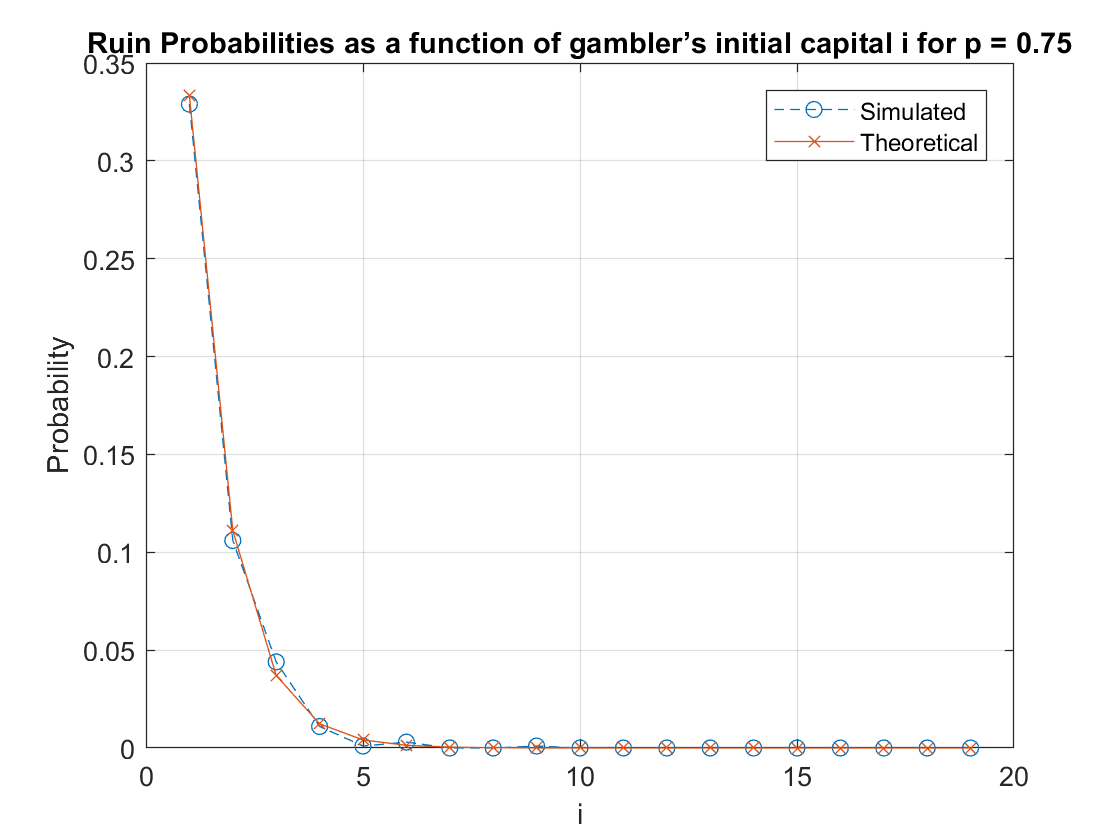 Ruin Probabilities as a function of gambler’s initial capital i for p = 0.75
0.35
0.3
0.25
0.2
0.15
0.1
0.05
0
Probability
Simulated
Theoretical
0 5 10 15 20
i